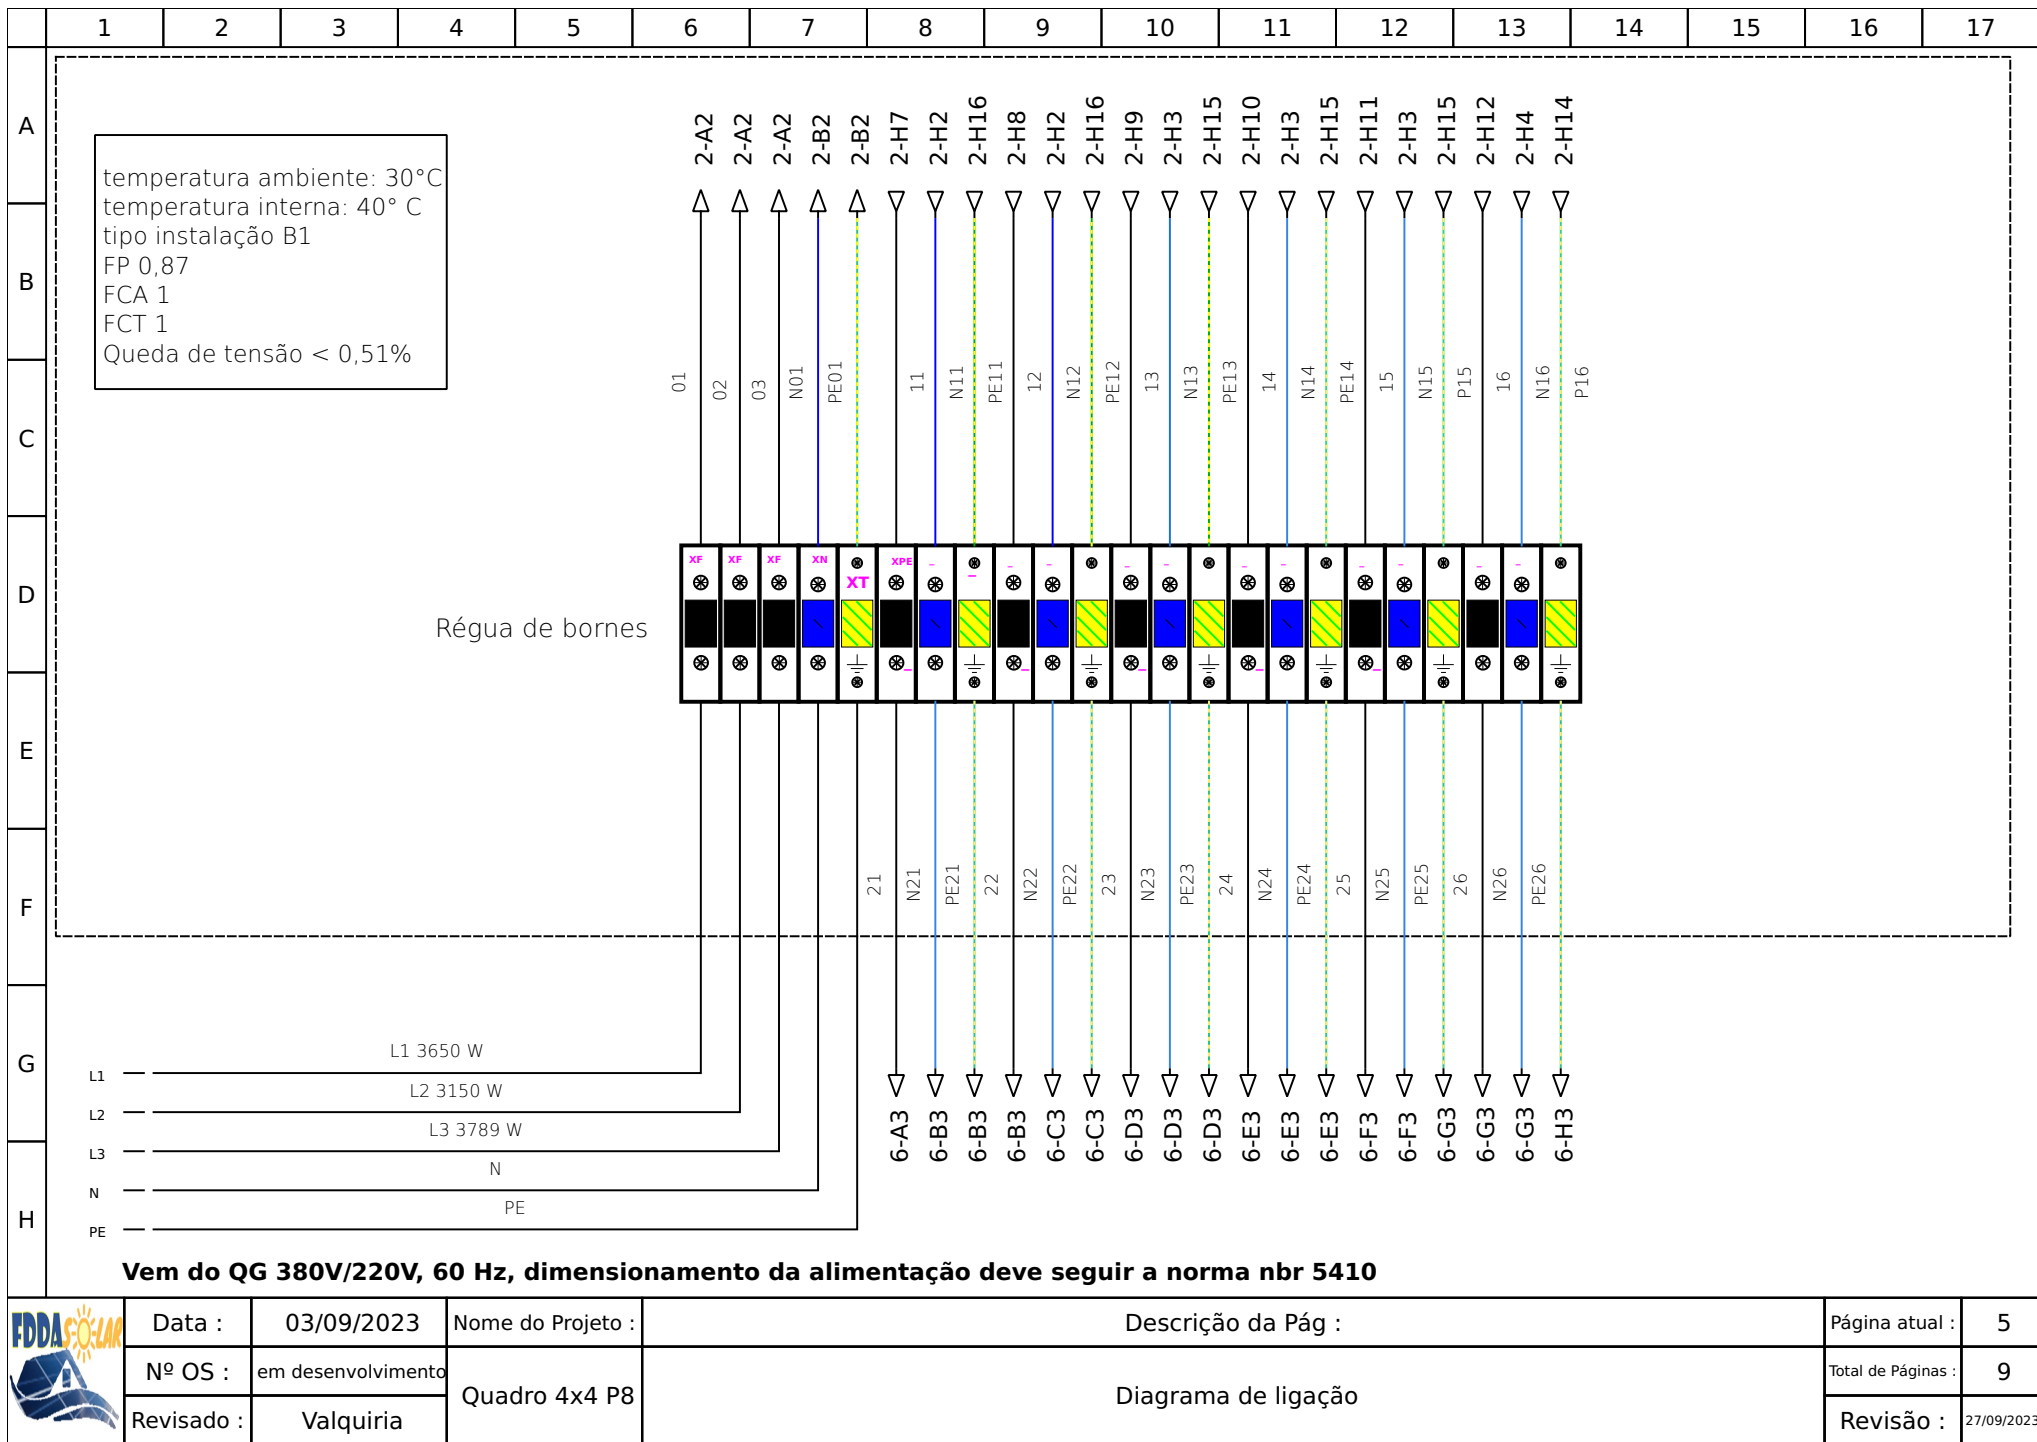 1 2 3 4 5 6 7 8 9 10 11 12 13 14 15 16 17
A
B
C
D
E
F
G
H
temperatura ambiente: 30°C
temperatura interna: 40° C
tipo instalação B1
FP 0,87
FCA 1
FCT 1
Queda de tensão < 0,51%
2-A2 2-A2 2-A2 2-B2 2-B2 2-H7 2-H2 2-H16 2-H8 2-H2 2-H16 2-H9 2-H3 2-H15 2-H10 2-H3 2-H15 2-H11 2-H3 2-H15 2-H12 2-H4 2-H14
01 02 03 N01 PE01 11 N11 PE11 12 N12 PE12 13 N13 PE13 14 N14 PE14 15 N15 P15 16 N16 P16
XF XF XF XN XT XPE
Régua de bornes
21 N21 PE21 22 N22 PE22 23 N23 PE23 24 N24 PE24 25 N25 PE25 26 N26 PE26
6-A3 6-B3 6-B3 6-B3 6-C3 6-C3 6-D3 6-D3 6-D3 6-E3 6-E3 6-E3 6-F3 6-F3 6-G3 6-G3 6-G3 6-H3
L1 L1 3650 W
L2 L2 3150 W
L3 L3 3789 W
N N
PE PE
Vem do QG 380V/220V, 60 Hz, dimensionamento da alimentação deve seguir a norma nbr 5410
FDDA SOLAR
Data : 03/09/2023
Nº OS : em desenvolvimento
Revisado : Valquiria
Nome do Projeto :
Quadro 4x4 P8
Descrição da Pág :
Diagrama de ligação
Página atual : 5
Total de Páginas : 9
Revisão : 27/09/2023